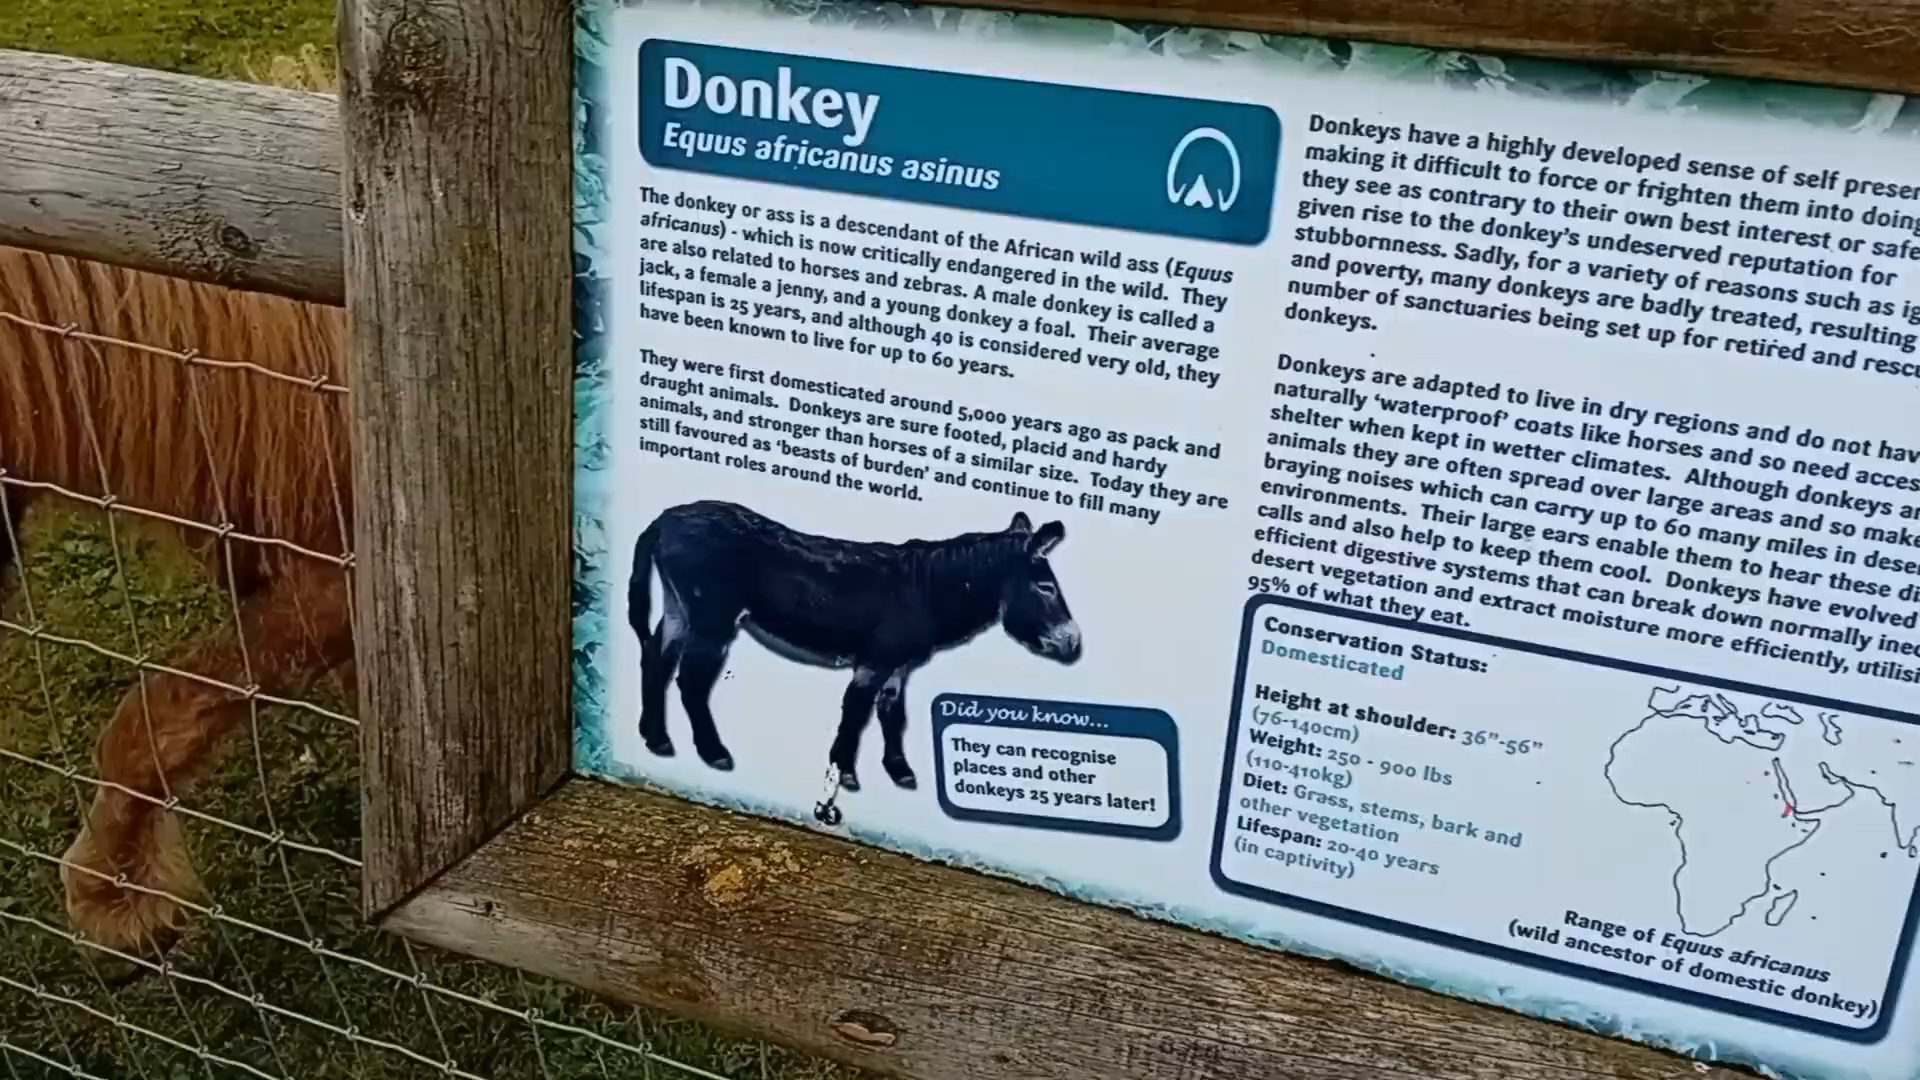 Donkey
Equus africanus asinus
The donkey or ass is a descendant of the African wild ass (Equus
africanus) - which is now critically endangered in the wild. They
are also related to horses and zebras. A male donkey is called a
jack, a female a jenny, and a young donkey a foal. Their average
lifespan is 25 years, and although 40 is considered very old, they
have been known to live for up to 60 years.
They were first domesticated around 5,000 years ago as pack and
draught animals. Donkeys are sure footed, placid and hardy
animals, and stronger than horses of a similar size. Today they are
still favoured as 'beasts of burden' and continue to fill many
important roles around the world.
Did you know...
They can recognise
places and other
donkeys 25 years later!
Donkeys have a highly developed sense of self
making it difficult to force or frighten them into doing
they see as contrary to their own best interest or
given rise to the donkey's undeserved reputation for
stubbornness. Sadly, for a variety of reasons such as
and poverty, many donkeys are badly treated, resulting
number of sanctuaries being set up for retired and
donkeys.
Donkeys are adapted to live in dry regions and do not
naturally 'waterproof' coats like horses and so need
shelter when kept in wetter climates. Although donkeys
animals they are often spread over large areas and so make
braying noises which can carry up to 60 many miles in
environments. Their large ears enable them to hear these
calls and also help to keep them cool. Donkeys have evolved
efficient digestive systems that can break down normally
desert vegetation and extract moisture more efficiently,
95% of what they eat.
Conservation Status:
Domesticated
Height at shoulder: 36"-56"
(76-140cm)
Weight: 250 - 900 lbs
(110-410kg)
Diet: Grass, stems, bark and
other vegetation
Lifespan: 20-40 years
(in captivity)
Range of Equus africanus
(wild ancestor of domestic donkey)